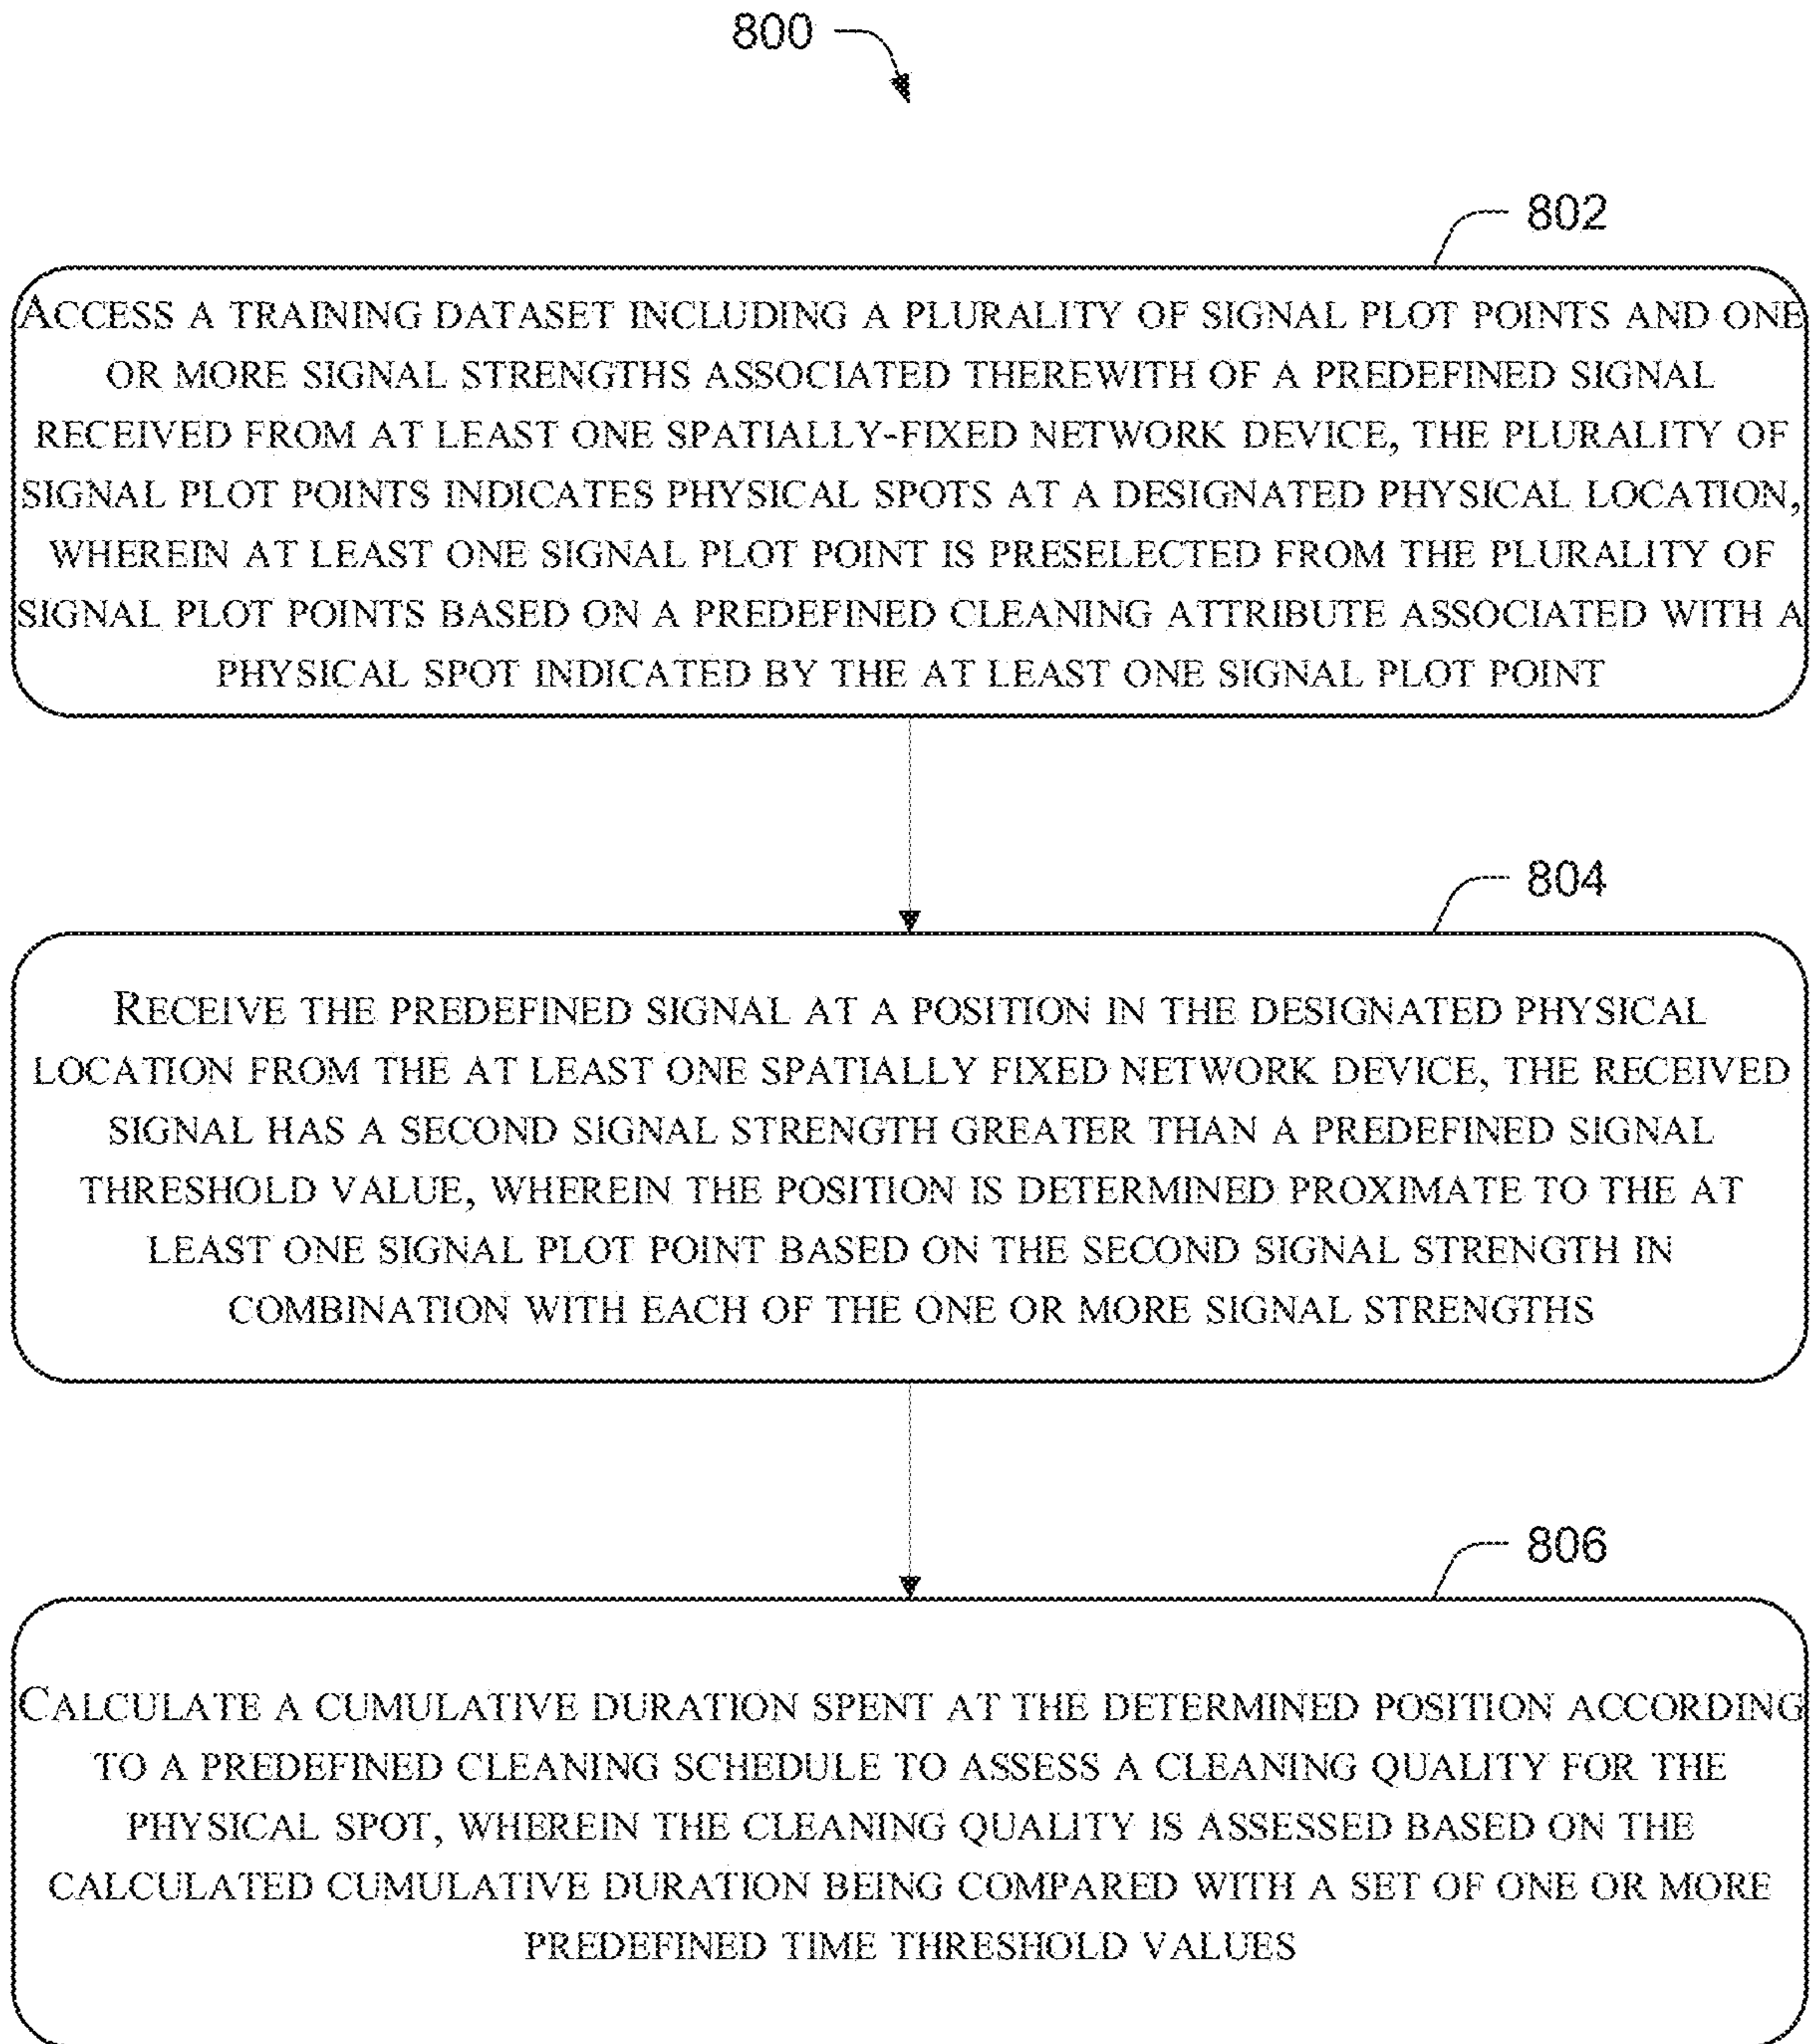 800
802
ACCESS A TRAINING DATASET INCLUDING A PLURALITY OF SIGNAL PLOT POINTS AND ONE
OR MORE SIGNAL STRENGTHS ASSOCIATED THEREWITH OF A PREDEFINED SIGNAL
RECEIVED FROM AT LEAST ONE SPATIALLY-FIXED NETWORK DEVICE, THE PLURALITY OF
SIGNAL PLOT POINTS INDICATES PHYSICAL SPOTS AT A DESIGNATED PHYSICAL LOCATION,
WHEREIN AT LEAST ONE SIGNAL PLOT POINT IS PRESELECTED FROM THE PLURALITY OF
SIGNAL PLOT POINTS BASED ON A PREDEFINED CLEANING ATTRIBUTE ASSOCIATED WITH A
PHYSICAL SPOT INDICATED BY THE AT LEAST ONE SIGNAL PLOT POINT
804
RECEIVE THE PREDEFINED SIGNAL AT A POSITION IN THE DESIGNATED PHYSICAL
LOCATION FROM THE AT LEAST ONE SPATIALLY FIXED NETWORK DEVICE, THE RECEIVED
SIGNAL HAS A SECOND SIGNAL STRENGTH GREATER THAN A PREDEFINED SIGNAL
THRESHOLD VALUE, WHEREIN THE POSITION IS DETERMINED PROXIMATE TO THE AT
LEAST ONE SIGNAL PLOT POINT BASED ON THE SECOND SIGNAL STRENGTH IN
COMBINATION WITH EACH OF THE ONE OR MORE SIGNAL STRENGTHS
806
CALCULATE A CUMULATIVE DURATION SPENT AT THE DETERMINED POSITION ACCORDING
TO A PREDEFINED CLEANING SCHEDULE TO ASSESS A CLEANING QUALITY FOR THE
PHYSICAL SPOT, WHEREIN THE CLEANING QUALITY IS ASSESSED BASED ON THE
CALCULATED CUMULATIVE DURATION BEING COMPARED WITH A SET OF ONE OR MORE
PREDEFINED TIME THRESHOLD VALUES